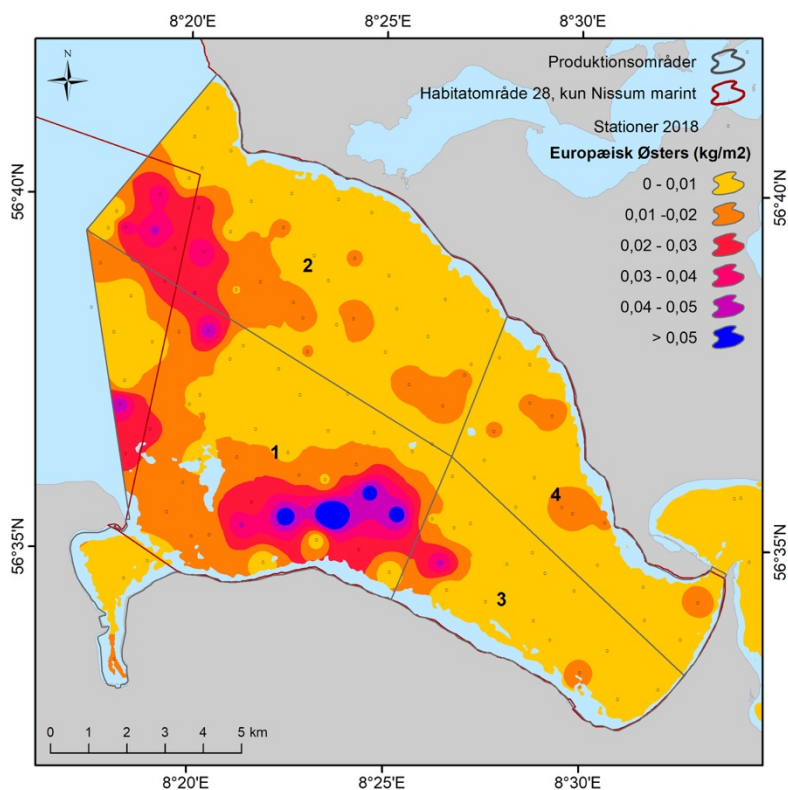 8°20'E 8°25'E 8°30'E
N
Produktionsområder
Habitatområde 28, kun Nissum marint
Stationer 2018
Europæisk Østers (kg/m2)
0 - 0,01
0,01 -0,02
0,02 - 0,03
0,03 - 0,04
0,04 - 0,05
> 0,05
56°40'N 56°40'N
2
1
4
56°35'N 56°35'N
3
0 1 2 3 4 5 km
8°20'E 8°25'E 8°30'E